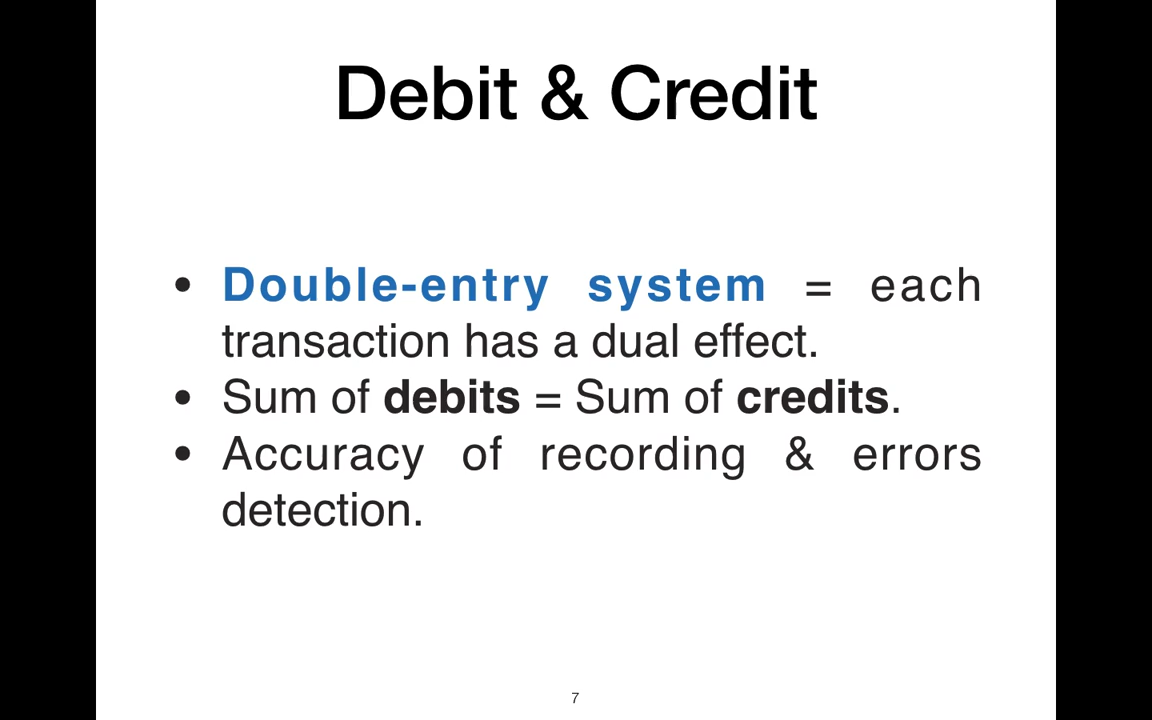 Debit & Credit
• Double-entry system = each
transaction has a dual effect.
• Sum of debits = Sum of credits.
• Accuracy of recording & errors
detection.
7